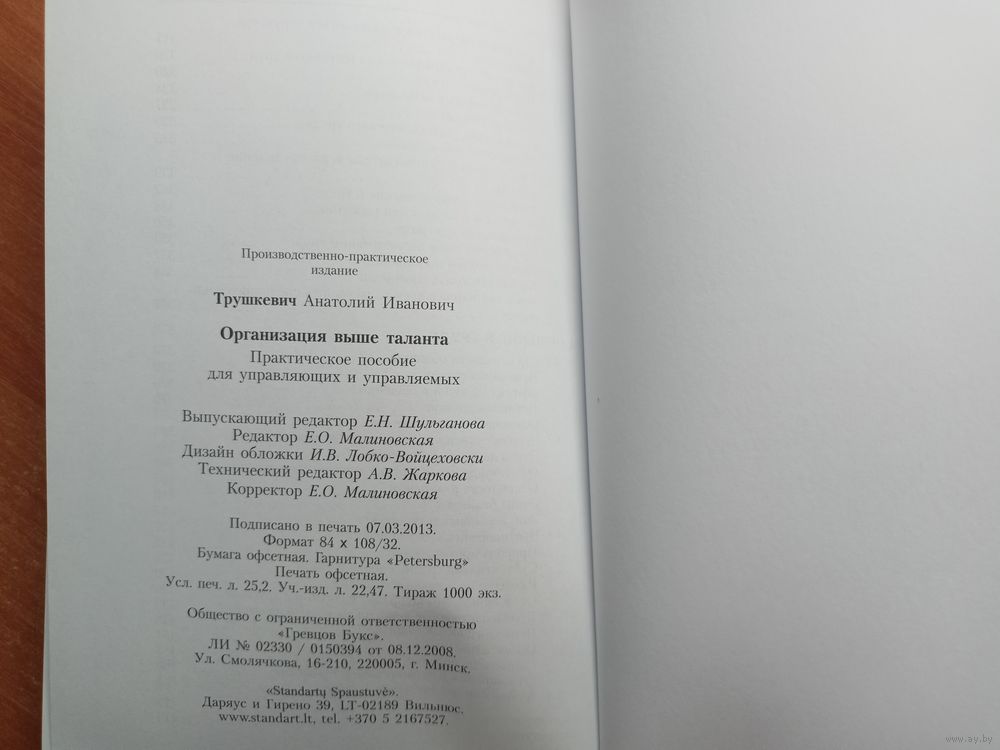 Производственно-практическое
издание
Трушкевич Анатолий Иванович
Организация выше таланта
Практическое пособие
для управляющих и управляемых
Выпускающий редактор Е.Н. Шульганова
Редактор Е.О. Малиновская
Дизайн обложки И.В. Лобко-Войцеховски
Технический редактор А.В. Жаркова
Корректор Е.О. Малиновская
Подписано в печать 07.03.2013.
Формат 84 x 108/32.
Бумага офсетная. Гарнитура «Petersburg»
Печать офсетная.
Усл. печ. л. 25,2. Уч.-изд. л. 22,47. Тираж 1000 экз.
Общество с ограниченной ответственностью
«Гревцов Букс».
ЛИ № 02330 / 0150394 от 08.12.2008.
Ул. Смолячкова, 16-210, 220005, г. Минск.
«Standartų Spaustuvė».
Даряус и Гирено 39, LT-02189 Вильнюс,
www.standart.lt, tel. +370 5 2167527.
www.ay.by